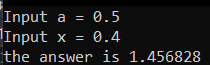 Input a = 0.5
Input x = 0.4
the answer is 1.456828